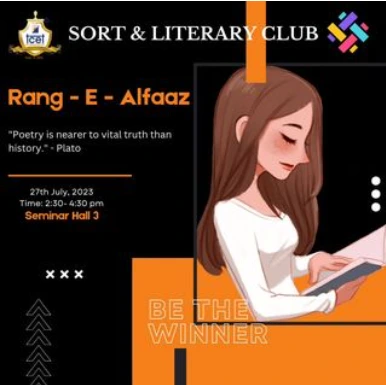 tcet
SORT & LITERARY CLUB
Rang - E - Alfaaz
"Poetry is nearer to vital truth than
history." - Plato
27th July, 2023
Time: 2:30- 4:30 pm
Seminar Hall 3
BE THE
WINNER